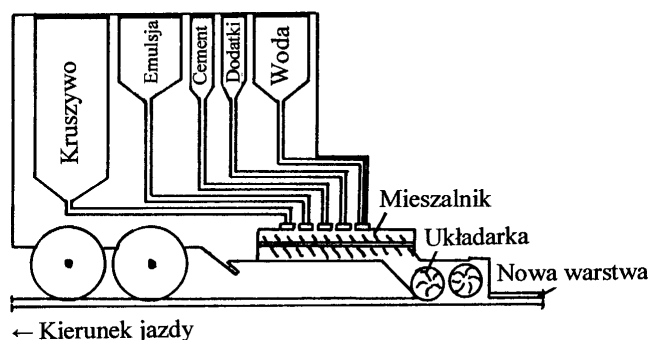 Kruszywo
Emulsja
Cement
Dodatki
Woda
Mieszalnik
Układarka
Nowa warstwa
← Kierunek jazdy